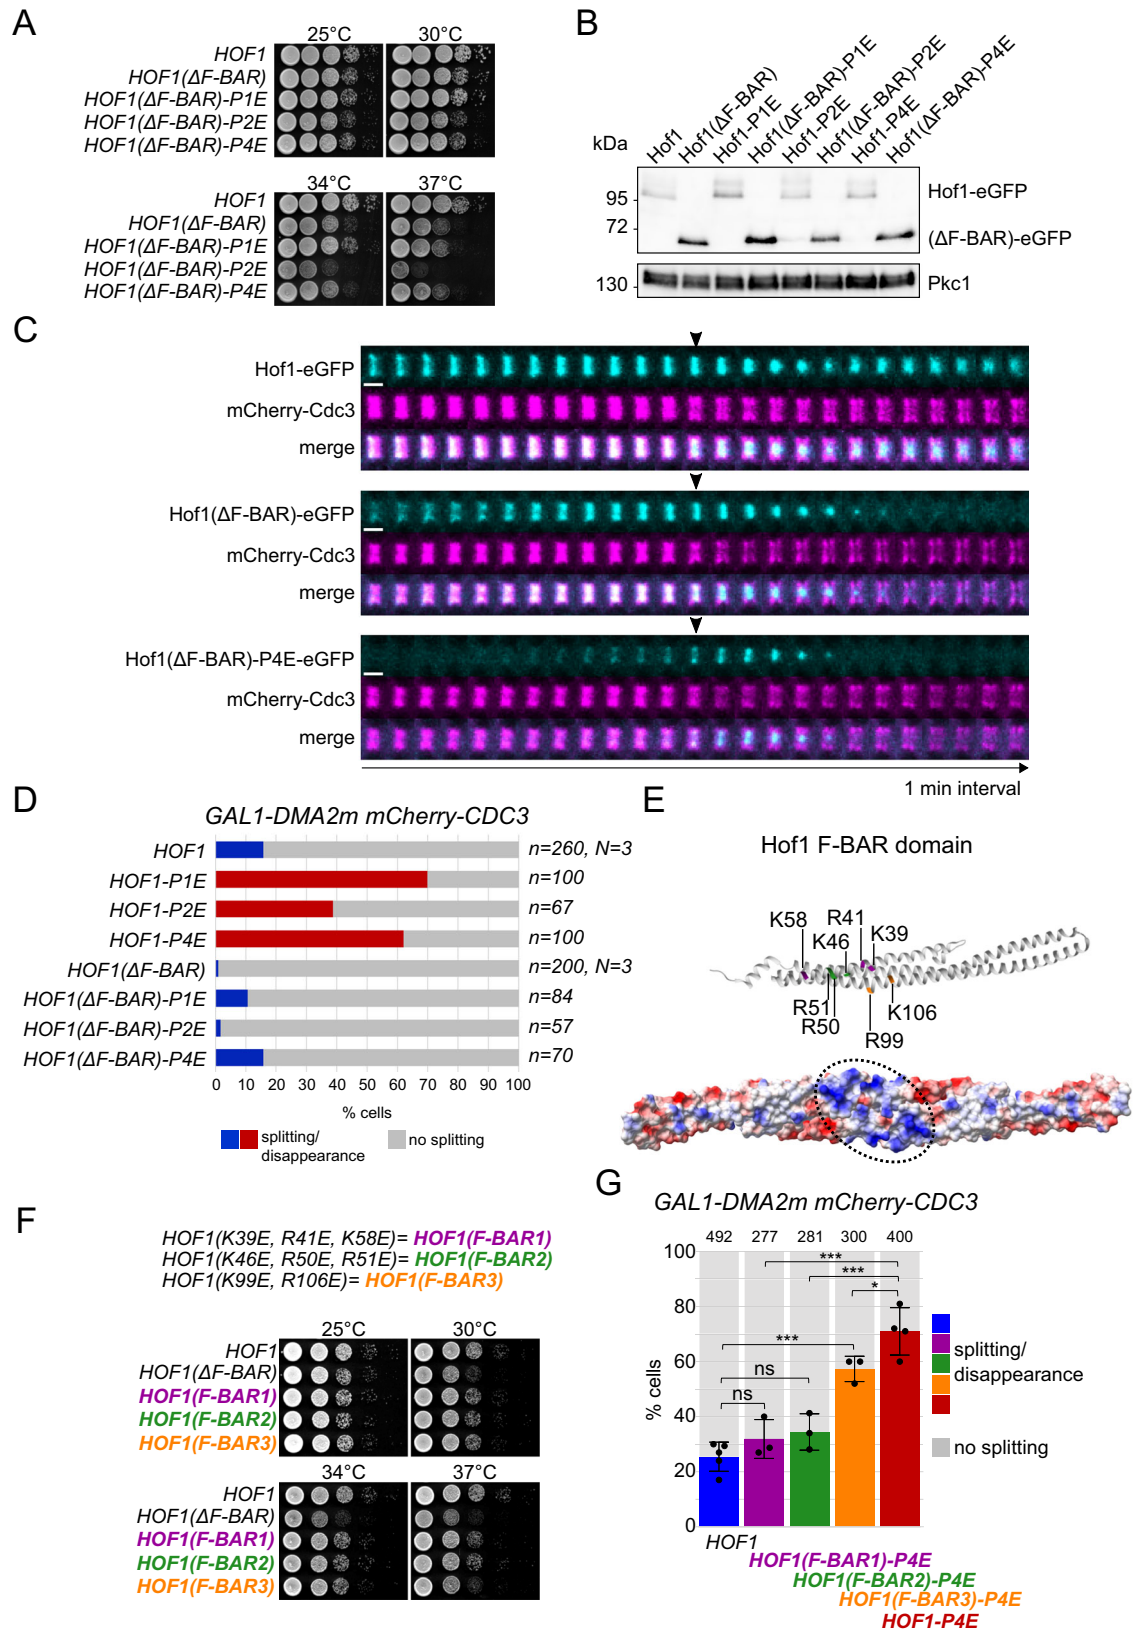 A
25°C 30°C
HOF1
HOF1(ΔF-BAR)
HOF1(ΔF-BAR)-P1E
HOF1(ΔF-BAR)-P2E
HOF1(ΔF-BAR)-P4E
34°C 37°C
HOF1
HOF1(ΔF-BAR)
HOF1(ΔF-BAR)-P1E
HOF1(ΔF-BAR)-P2E
HOF1(ΔF-BAR)-P4E
B
kDa
Hof1
Hof1(ΔF-BAR)
Hof1-P1E
Hof1(ΔF-BAR)-P1E
Hof1-P2E
Hof1(ΔF-BAR)-P2E
Hof1-P4E
Hof1(ΔF-BAR)-P4E
95
72
130
Hof1-eGFP
(ΔF-BAR)-eGFP
Pkc1
C
Hof1-eGFP
mCherry-Cdc3
merge
Hof1(ΔF-BAR)-eGFP
mCherry-Cdc3
merge
Hof1(ΔF-BAR)-P4E-eGFP
mCherry-Cdc3
merge
1 min interval
D
GAL1-DMA2m mCherry-CDC3
HOF1 n=260, N=3
HOF1-P1E n=100
HOF1-P2E n=67
HOF1-P4E n=100
HOF1(ΔF-BAR) n=200, N=3
HOF1(ΔF-BAR)-P1E n=84
HOF1(ΔF-BAR)-P2E n=57
HOF1(ΔF-BAR)-P4E n=70
0 10 20 30 40 50 60 70 80 90 100
% cells
splitting/
disappearance
no splitting
E
Hof1 F-BAR domain
K58 R41
K46 K39
R51 K106
R50 R99
F
HOF1(K39E, R41E, K58E)= HOF1(F-BAR1)
HOF1(K46E, R50E, R51E)= HOF1(F-BAR2)
HOF1(K99E, R106E)= HOF1(F-BAR3)
25°C 30°C
HOF1
HOF1(ΔF-BAR)
HOF1(F-BAR1)
HOF1(F-BAR2)
HOF1(F-BAR3)
34°C 37°C
HOF1
HOF1(ΔF-BAR)
HOF1(F-BAR1)
HOF1(F-BAR2)
HOF1(F-BAR3)
G
GAL1-DMA2m mCherry-CDC3
492 277 281 300 400
100
80
60
40
20
0
% cells
***
***
*
***
ns
ns
splitting/
disappearance
no splitting
HOF1
HOF1(F-BAR1)-P4E
HOF1(F-BAR2)-P4E
HOF1(F-BAR3)-P4E
HOF1-P4E